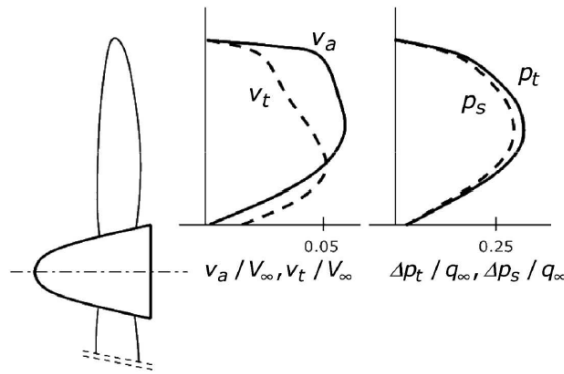 v_a
v_t
p_t
p_s
0.05
0.25
v_a / V_∞, v_t / V_∞
Δp_t / q_∞, Δp_s / q_∞